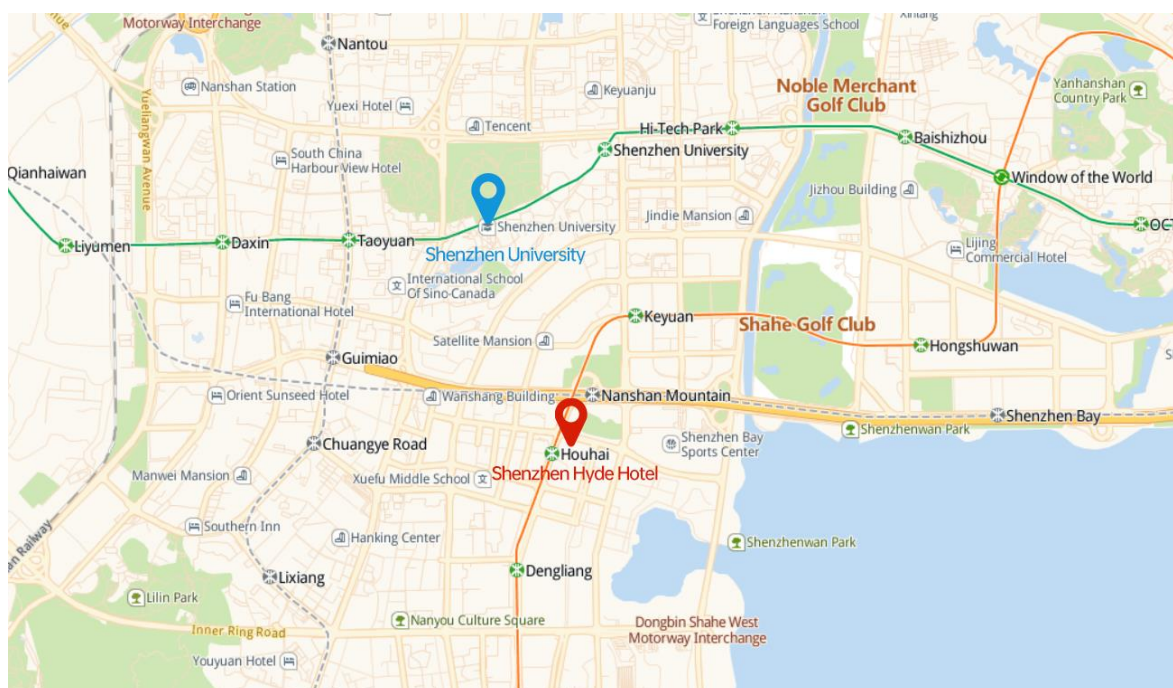 Motorway Interchange
Nantou
Foreign Languages School
Xinlang
Nanshan Station
Yuexi Hotel
Keyuanju
Noble Merchant
Golf Club
Yanhanshan
Country Park
Yueliangwan Avenue
Tencent
Hi-Tech-Park
Baishizhou
South China
Harbour View Hotel
Shenzhen University
Qianhaiwan
Window of the World
Jizhou Building
Liyumen
Daxin
Taoyuan
Shenzhen University
Jindie Mansion
OC
Shenzhen University
Lijing
Commercial Hotel
International School
Of Sino-Canada
Fu Bang
International Hotel
Keyuan
Shahe Golf Club
Satellite Mansion
Hongshuwan
S
Guimiao
Orient Sunseed Hotel
Wanshang Building
Nanshan Mountain
Shenzhen Bay
Shenzhenwan Park
Chuangye Road
Houhai
Shenzhen Bay
Sports Center
Manwei Mansion
Xuefu Middle School
Shenzhen Hyde Hotel
Southern Inn
Hanking Center
Shenzhenwan Park
an Railway
Lixiang
Dengliang
Lilin Park
Nanyou Culture Square
Dongbin Shahe West
Motorway Interchange
Inner Ring Road
Youyuan Hotel